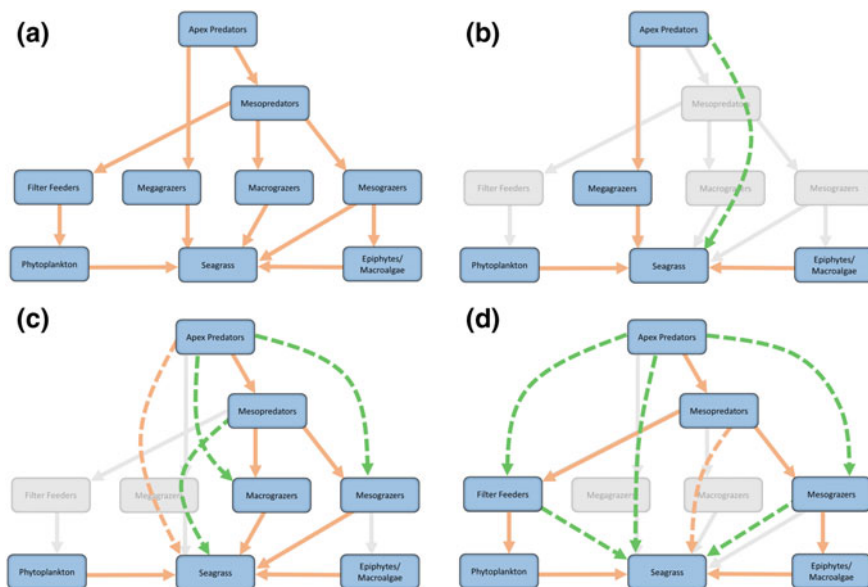 (a)
Apex Predators
Mesopredators
Filter Feeders
Megagrazers
Macrograzers
Mesograzers
Phytoplankton
Seagrass
Epiphytes/
Macroalgae
(b)
Apex Predators
Mesopredators
Filter Feeders
Megagrazers
Macrograzers
Mesograzers
Phytoplankton
Seagrass
Epiphytes/
Macroalgae
(c)
Apex Predators
Mesopredators
Filter Feeders
Megagrazers
Macrograzers
Mesograzers
Phytoplankton
Seagrass
Epiphytes/
Macroalgae
(d)
Apex Predators
Mesopredators
Filter Feeders
Megagrazers
Macrograzers
Mesograzers
Phytoplankton
Seagrass
Epiphytes/
Macroalgae